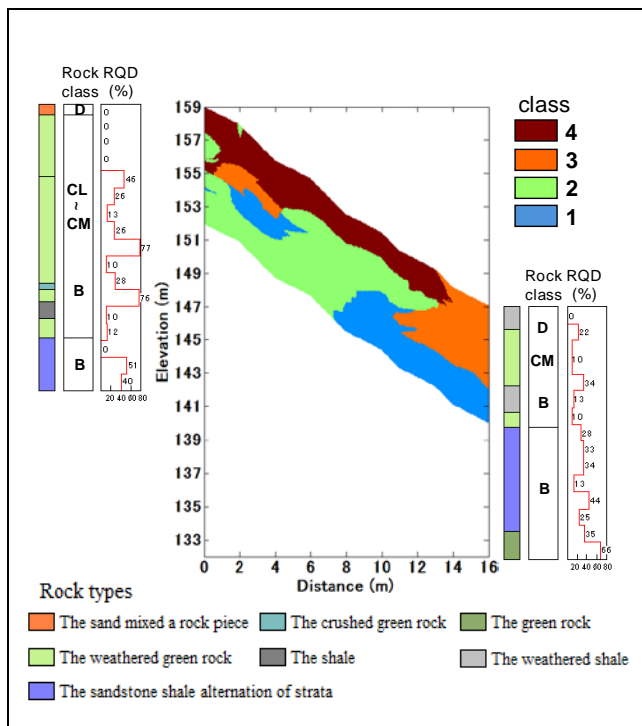 Rock RQD
class (%)
D
CL
~
CM
B
B
0
0
0
0
46
26
13
26
77
10
28
76
10
12
0
51
40
20 40 60 80
159
157
155
153
151
149
147
145
143
141
139
137
135
133
Elevation (m)
0 2 4 6 8 10 12 14 16
Distance (m)
class
4
3
2
1
Rock RQD
class (%)
D
CM
B
B
0
22
10
34
13
10
28
33
34
13
44
25
35
66
20 40 60 80
Rock types
The sand mixed a rock piece
The crushed green rock
The green rock
The weathered green rock
The shale
The weathered shale
The sandstone shale alternation of strata